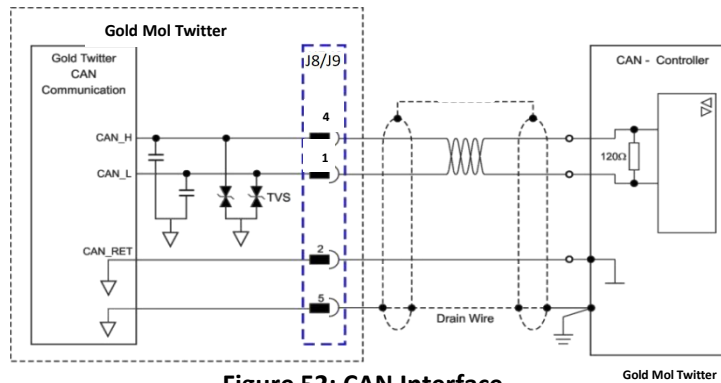 Gold Mol Twitter
Gold Twitter
CAN
Communication
J8/J9
CAN - Controller
CAN_H
4
120Ω
CAN_L
1
TVS
CAN_RET
2
5
Drain Wire
Figure 52: CAN Interface
Gold Mol Twitter